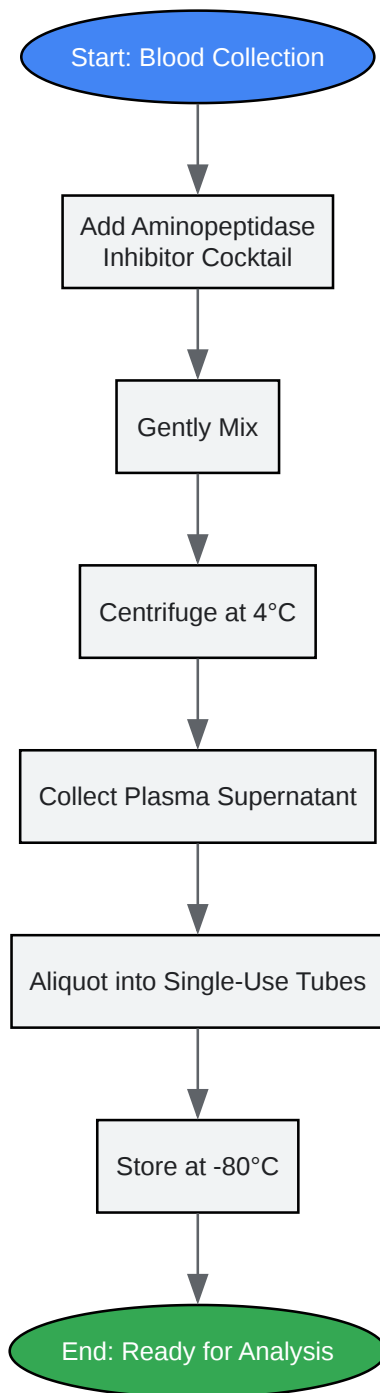 Start: Blood Collection
Add Aminopeptidase
Inhibitor Cocktail
Gently Mix
Centrifuge at 4°C
Collect Plasma Supernatant
Aliquot into Single-Use Tubes
Store at -80°C
End: Ready for Analysis